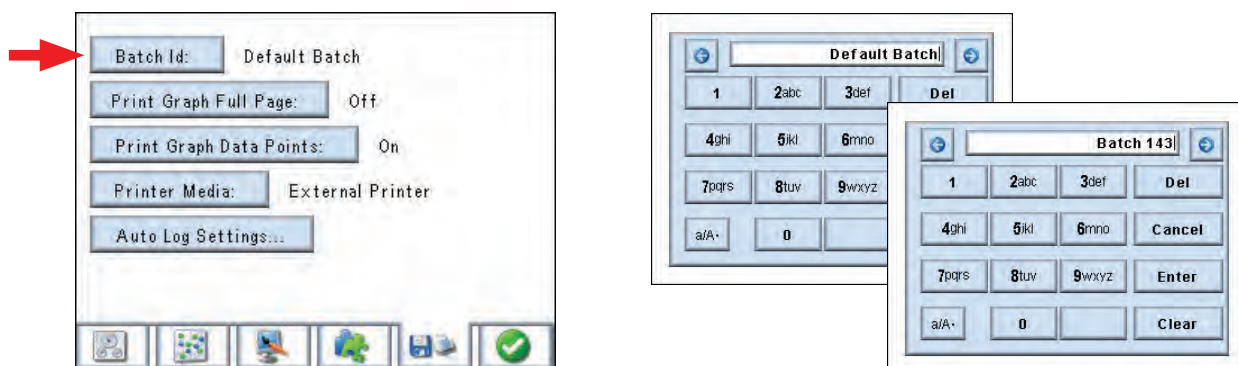 Batch Id: Default Batch
Print Graph Full Page: Off
Print Graph Data Points: On
Printer Media: External Printer
Auto Log Settings...
Default Batch
1 2abc 3def Del
4ghi 5jkl 6mno
7pqrs 8tuv 9wxyz
a/A· 0
Batch 143
1 2abc 3def Del
4ghi 5jkl 6mno Cancel
7pqrs 8tuv 9wxyz Enter
a/A· 0 Clear